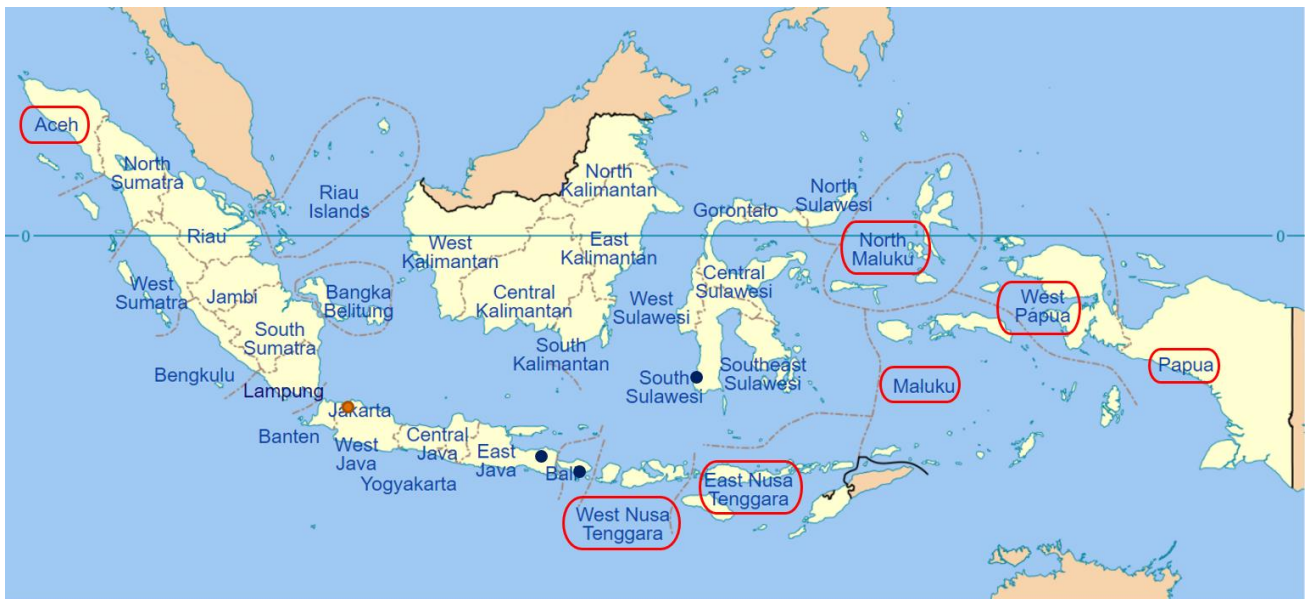 Aceh
North
Sumatra
Riau
Islands
North
Kalimantan
North
Sulawesi
Gorontalo
0
Riau
West
Kalimantan
East
Kalimantan
North
Maluku
0
West
Sumatra
Jambi
Bangka
Belitung
Central
Kalimantan
West
Sulawesi
Central
Sulawesi
West
Papua
South
Sumatra
South
Kalimantan
Bengkulu
Lampung
South
Sulawesi
Southeast
Sulawesi
Maluku
Papua
Jakarta
Banten
West
Java
Central
Java
East
Java
Yogyakarta
Bali
East Nusa
Tenggara
West Nusa
Tenggara